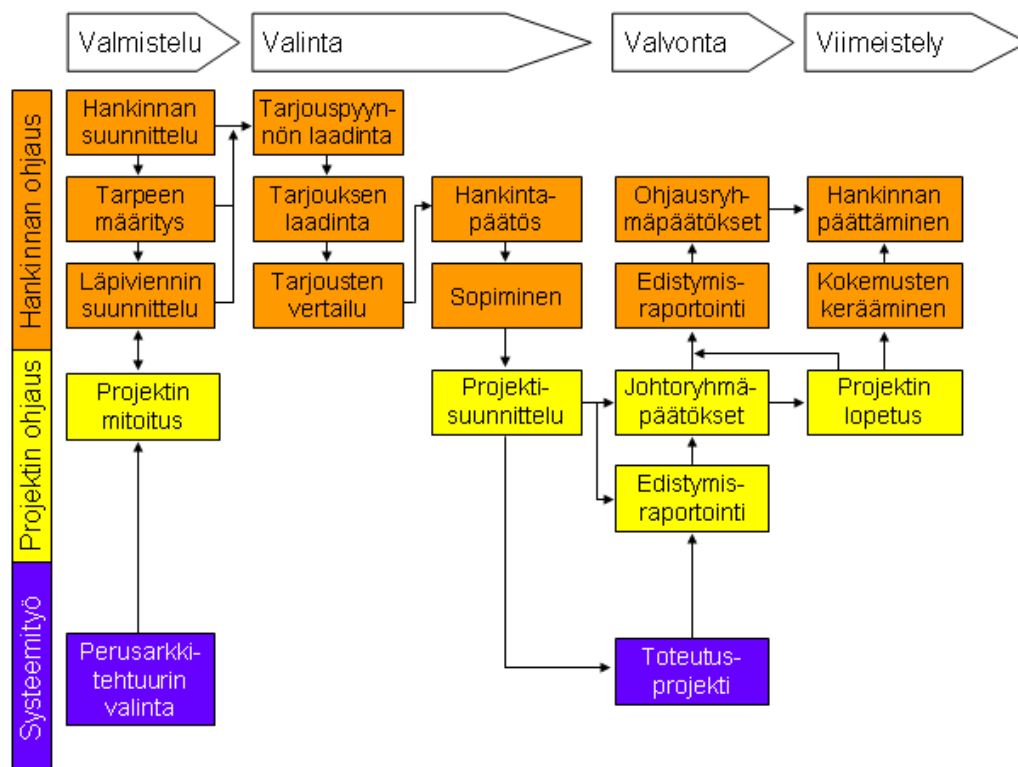 Valmistelu
Valinta
Valvonta
Viimeistely
Hankinnan ohjaus
Hankinnan
suunnittelu
Tarjouspyyn-
nön laadinta
Tarpeen
määritys
Tarjouksen
laadinta
Hankinta-
päätös
Ohjausryh-
mäpäätökset
Hankinnan
päättäminen
Läpiviennin
suunnittelu
Tarjousten
vertailu
Sopiminen
Edistymis-
raportointi
Kokemusten
kerääminen
Projektin ohjaus
Projektin
mitoitus
Projekti-
suunnittelu
Johtoryhmä-
päätökset
Projektin
lopetus
Edistymis-
raportointi
Systeemityö
Perusarkki-
tehtuurin
valinta
Toteutus-
projekti